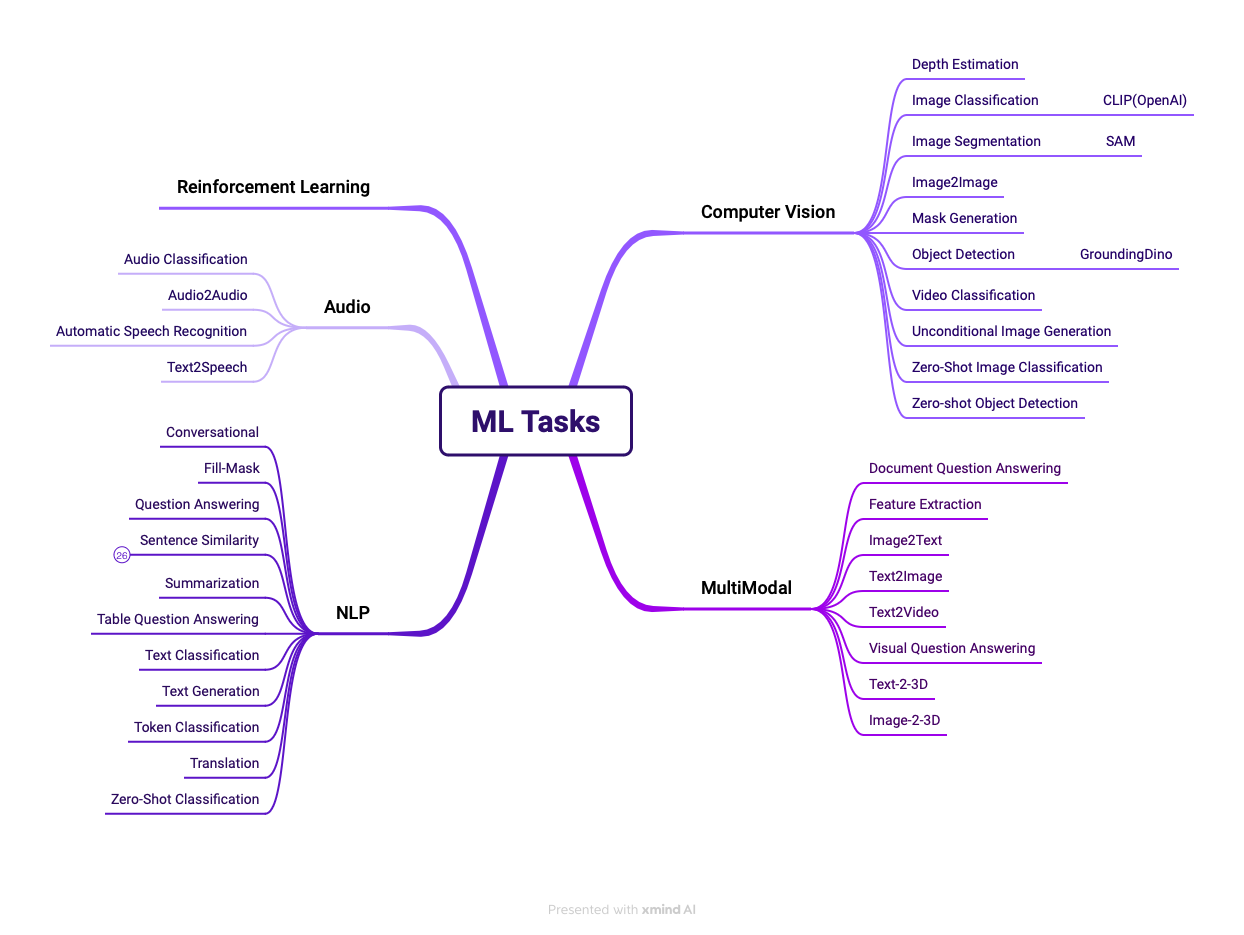 ML Tasks
Reinforcement Learning
Audio
Audio Classification
Audio2Audio
Automatic Speech Recognition
Text2Speech
NLP
Conversational
Fill-Mask
Question Answering
Sentence Similarity
26
Summarization
Table Question Answering
Text Classification
Text Generation
Token Classification
Translation
Zero-Shot Classification
Computer Vision
Depth Estimation
Image Classification CLIP(OpenAI)
Image Segmentation SAM
Image2Image
Mask Generation
Object Detection GroundingDino
Video Classification
Unconditional Image Generation
Zero-Shot Image Classification
Zero-shot Object Detection
MultiModal
Document Question Answering
Feature Extraction
Image2Text
Text2Image
Text2Video
Visual Question Answering
Text-2-3D
Image-2-3D
Presented with xmind AI